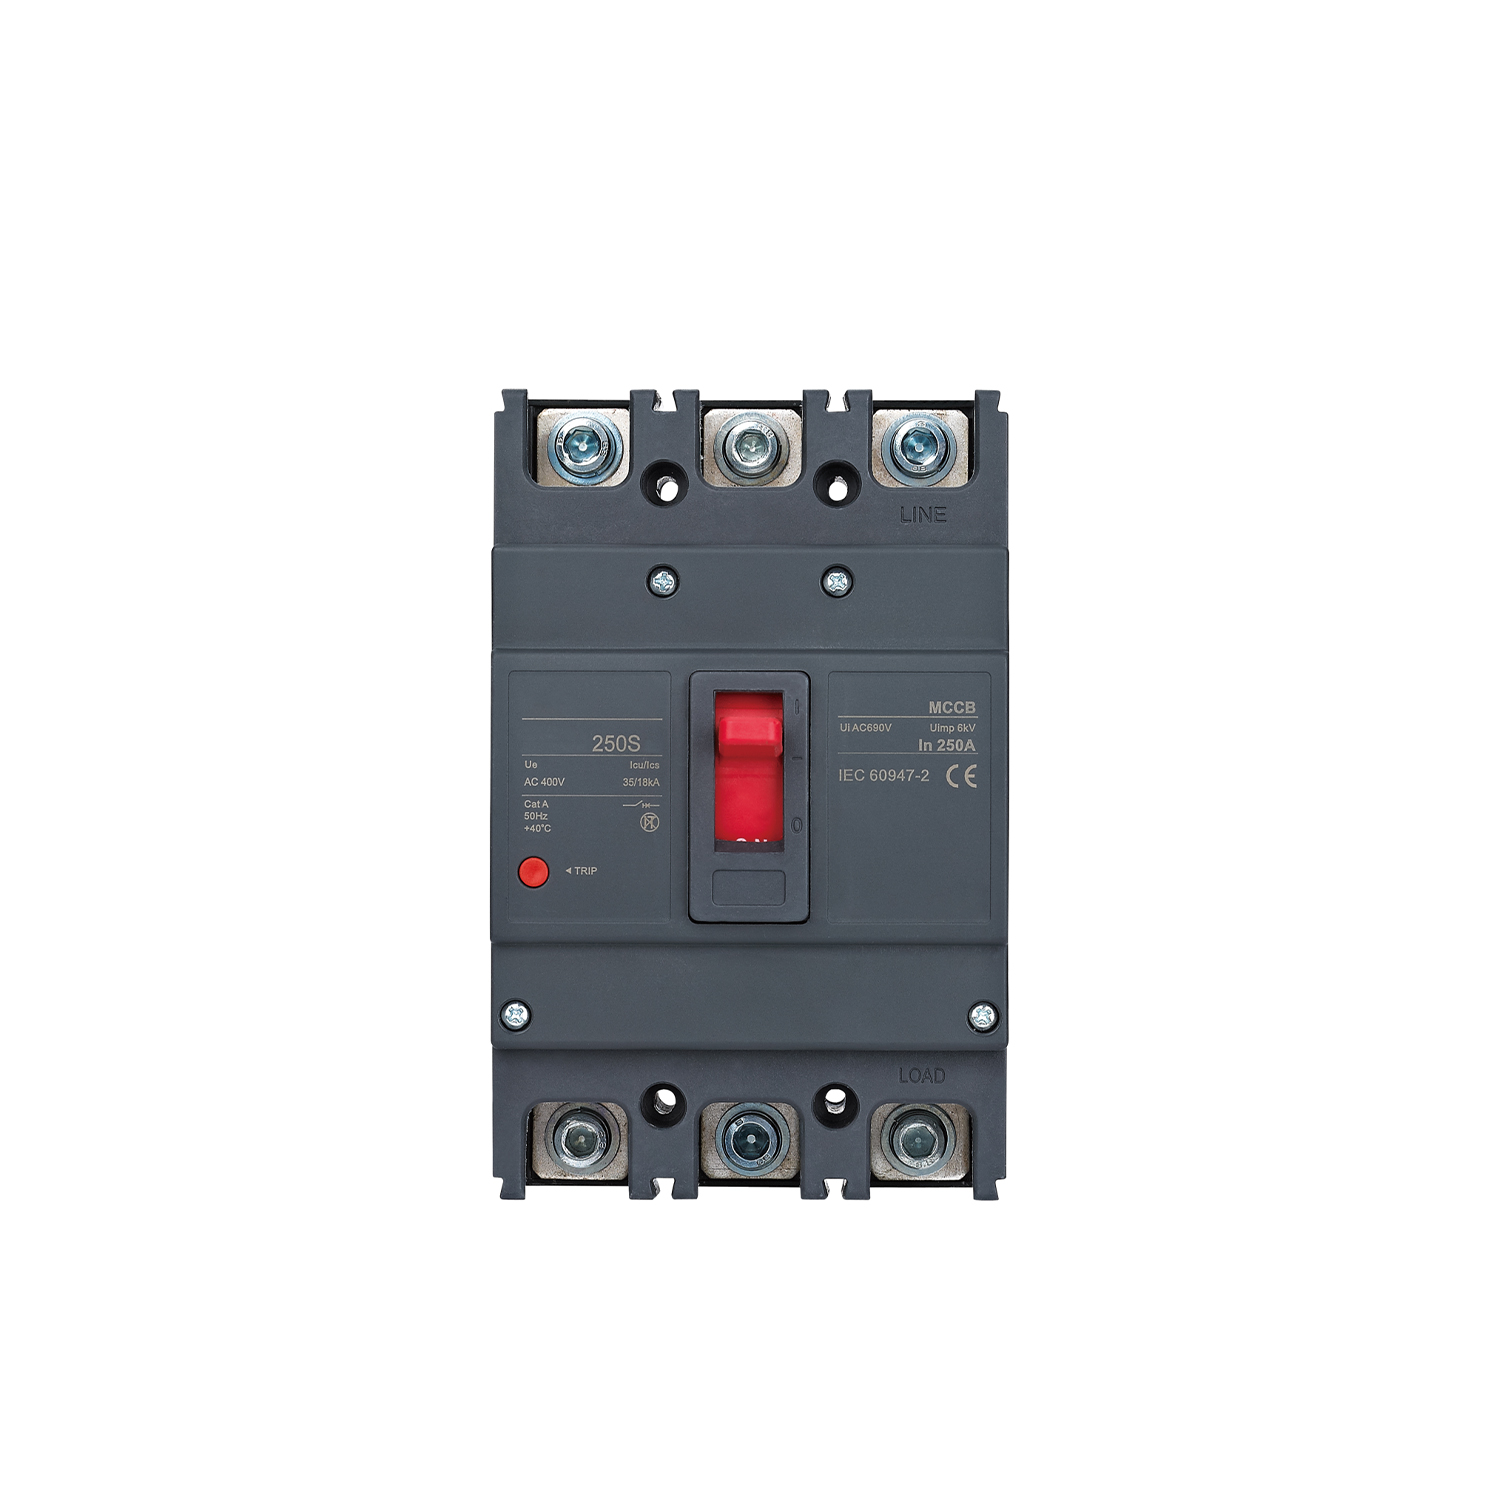 LINE
250S
Ue Icu/Ics
AC 400V 35/18kA
Cat A
50Hz
+40°C
◄ TRIP
I
O
MCCB
Ui AC690V Uimp 6kV
In 250A
IEC 60947-2 CE
LOAD